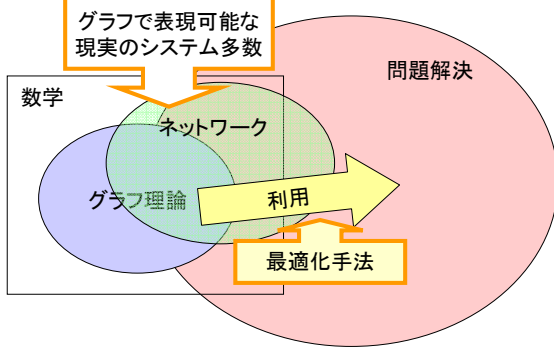 グラフで表現可能な
現実のシステム多数
問題解決
数学
ネットワーク
グラフ理論
利用
最適化手法